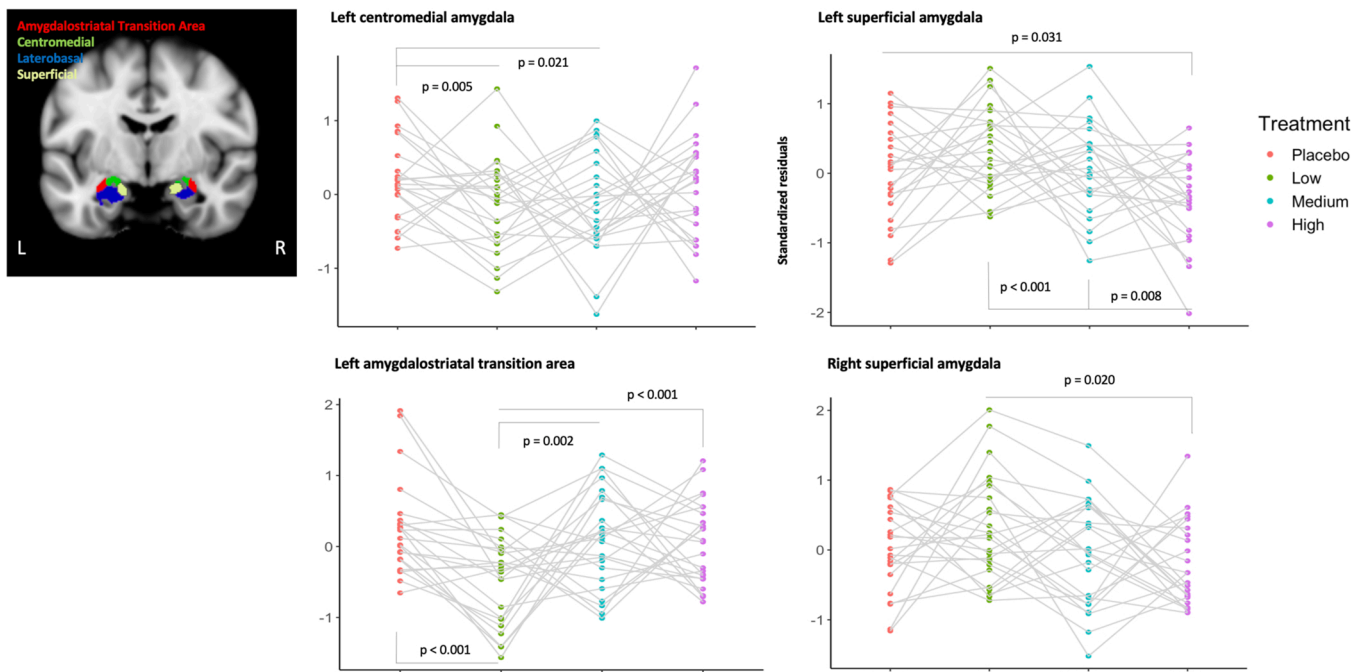 Amygdalostriatal Transition Area
Centromedial
Laterobasal
Superficial
L
R
Left centromedial amygdala
1
0
-1
p = 0.021
p = 0.005
Left superficial amygdala
Standardized residuals
1
0
-1
-2
p = 0.031
p < 0.001
p = 0.008
Treatment
Placebo
Low
Medium
High
Left amygdalostriatal transition area
2
1
0
-1
p < 0.001
p = 0.002
p < 0.001
Right superficial amygdala
2
1
0
-1
p = 0.020